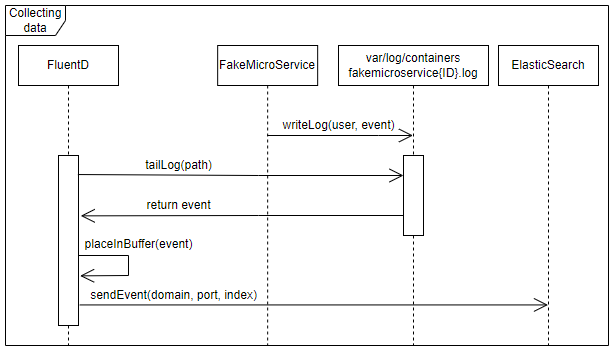 Collecting
data
FluentD
FakeMicroService
var/log/containers
fakemicroservice{ID}.log
ElasticSearch
writeLog(user, event)
tailLog(path)
return event
placeInBuffer(event)
sendEvent(domain, port, index)